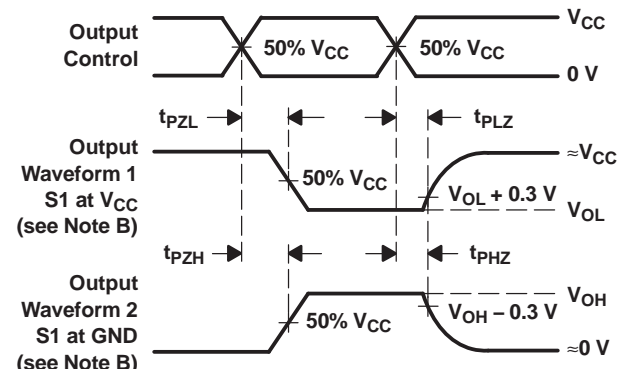 Output
Control
50% VCC
50% VCC
VCC
0 V
tPZL
tPLZ
Output
Waveform 1
S1 at VCC
(see Note B)
50% VCC
≈VCC
VOL + 0.3 V
VOL
tPZH
tPHZ
Output
Waveform 2
S1 at GND
(see Note B)
50% VCC
VOH
VOH − 0.3 V
≈0 V